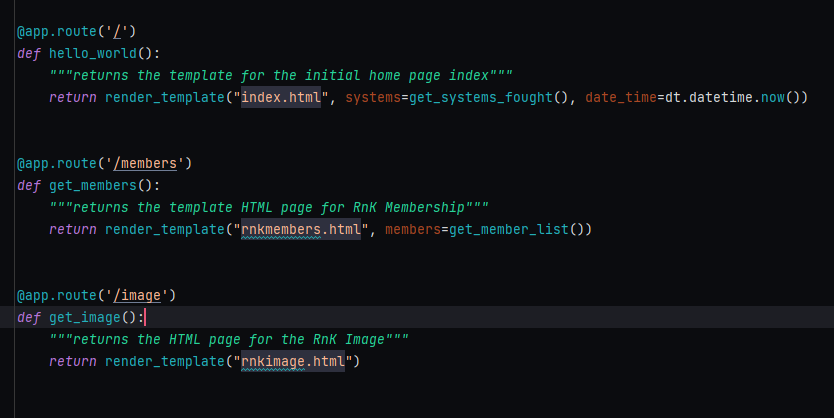 @app.route('/')
def hello_world():
    """returns the template for the initial home page index"""
    return render_template("index.html", systems=get_systems_fought(), date_time=dt.datetime.now())
@app.route('/members')
def get_members():
    """returns the template HTML page for RnK Membership"""
    return render_template("rnkmembers.html", members=get_member_list())
@app.route('/image')
def get_image():
    """returns the HTML page for the RnK Image"""
    return render_template("rnkimage.html")